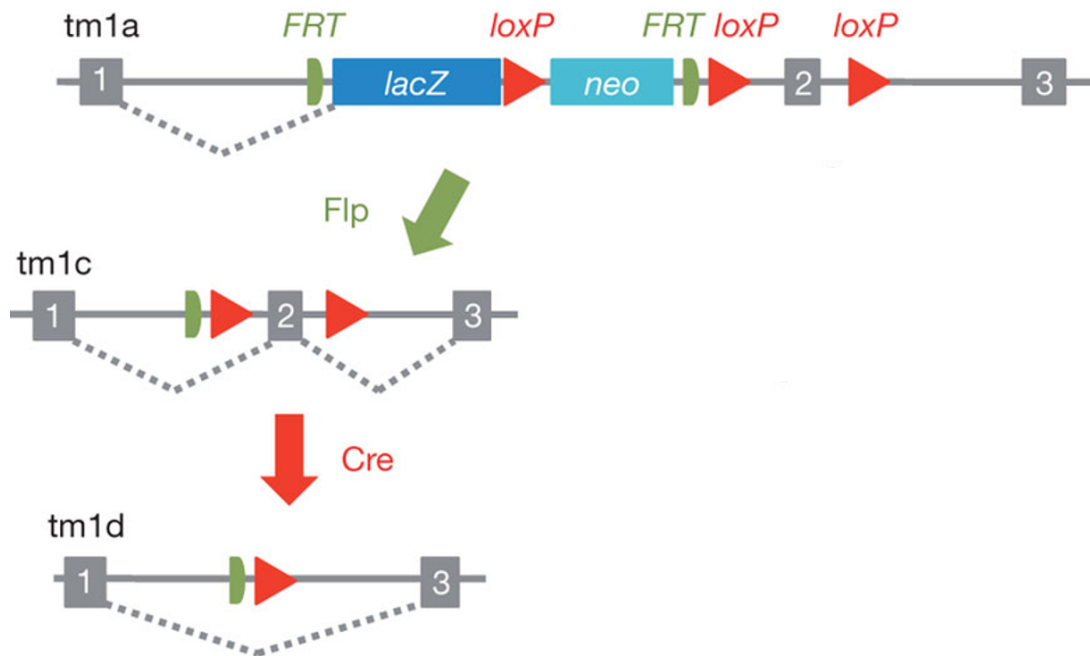 tm1a FRT loxP FRT loxP loxP
1 lacZ neo 2 3
Flp
tm1c
1 2 3
Cre
tm1d
1 3